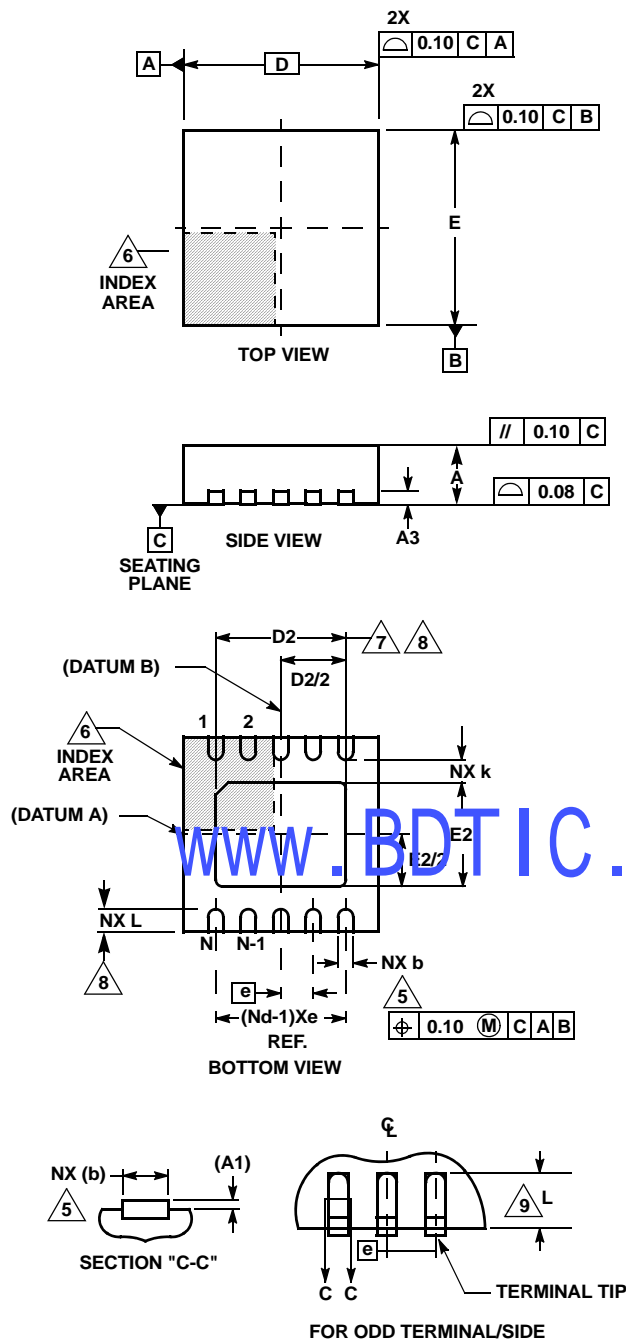 2X
⌓ 0.10 C A
A
D
2X
⌓ 0.10 C B
E
6
INDEX
AREA
TOP VIEW
B
// 0.10 C
A
⌓ 0.08 C
A3
C
SEATING
PLANE
SIDE VIEW
D2
7 8
(DATUM B)
D2/2
6
INDEX
AREA
1 2
NX k
(DATUM A)
E2
www.BDTIC.
E2/2
NX L
N N-1
8
NX b
e
5
(Nd-1)Xe
REF.
⌖ 0.10 Ⓜ C A B
BOTTOM VIEW
NX (b)
(A1)
5
SECTION "C-C"
℄
9 L
e
C C
TERMINAL TIP
FOR ODD TERMINAL/SIDE